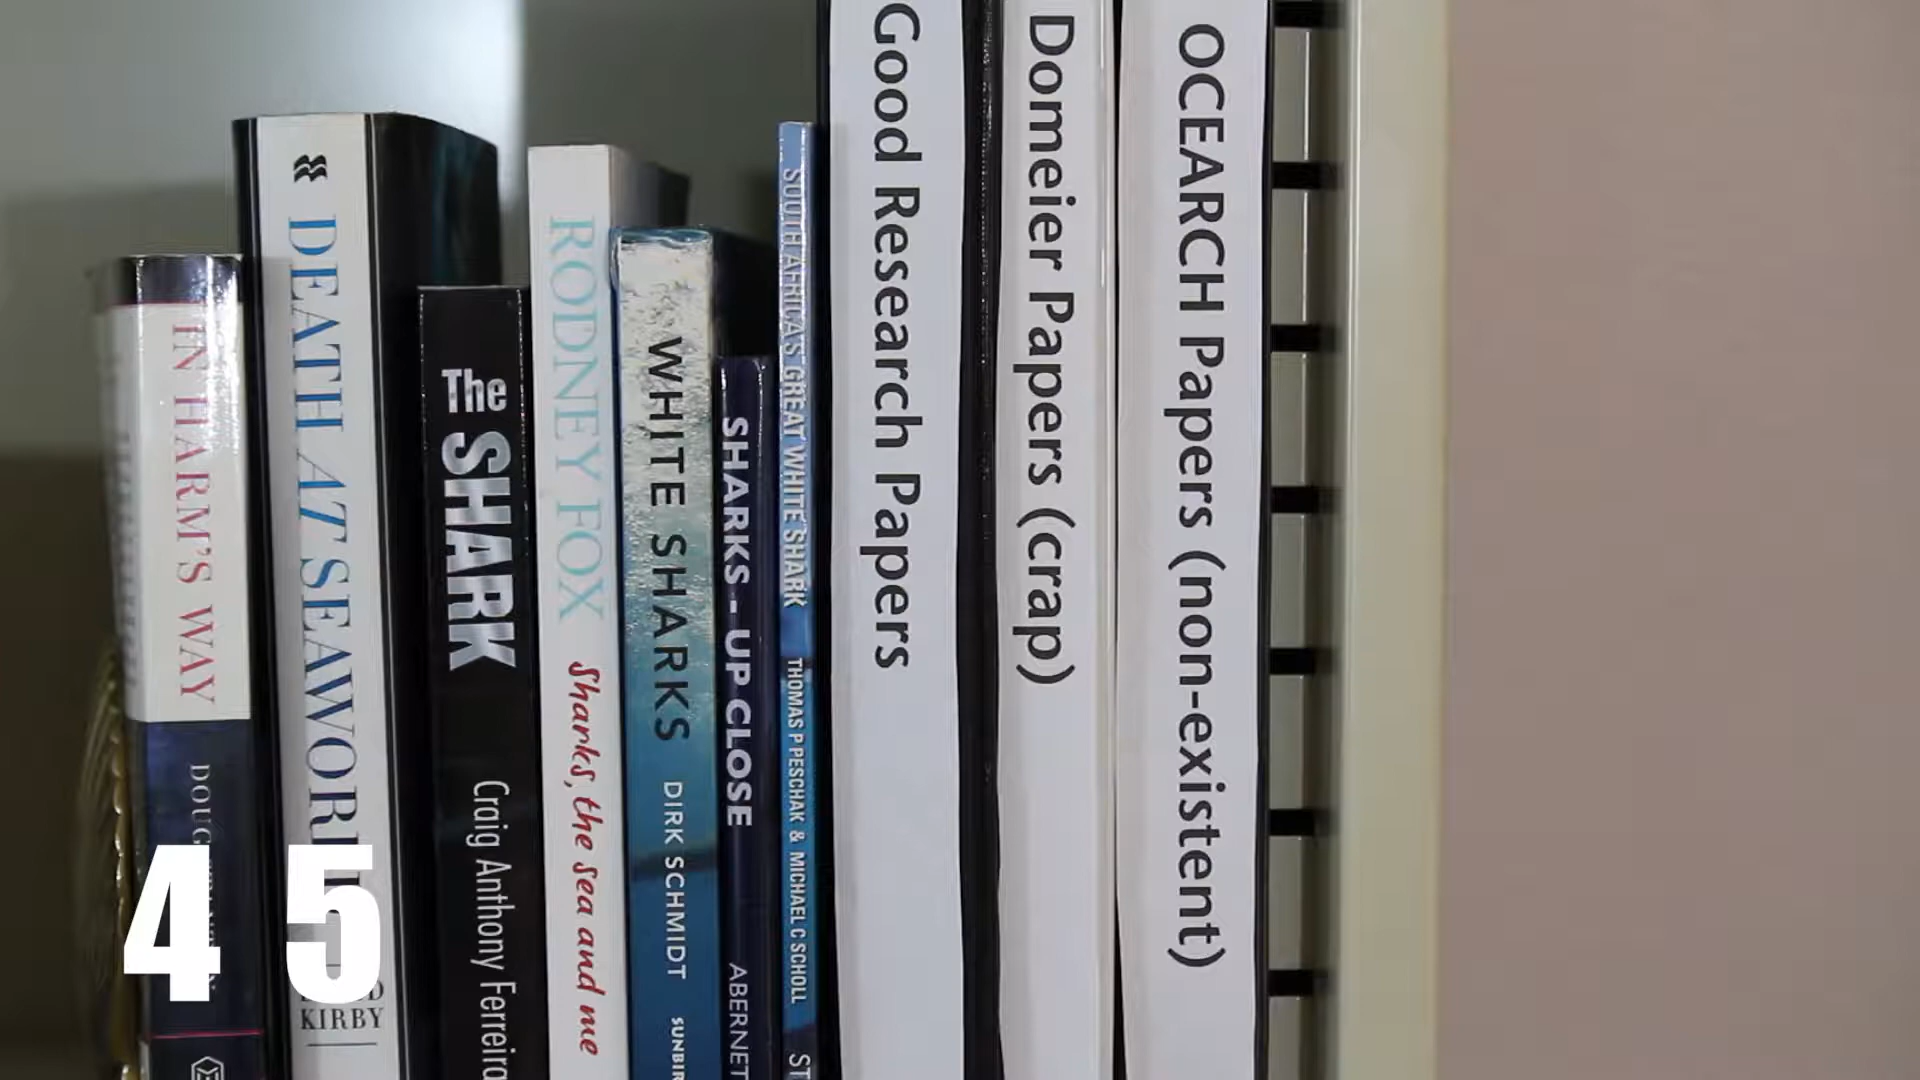 IN HARM'S WAY
DEATH AT SEAWORLD
KIRBY
The SHARK
Craig Anthony Ferreira
RODNEY FOX
Sharks, the sea and me
WHITE SHARKS
DIRK SCHMIDT
SHARKS - UP CLOSE
SOUTH AFRICA'S GREAT WHITE SHARK
THOMAS P PESCHAK & MICHAEL C SCHOLL
Good Research Papers
Domeier Papers (crap)
OCEARCH Papers (non-existent)
4 5